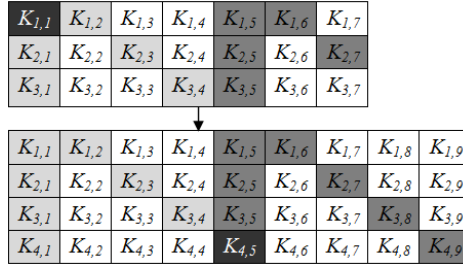 K1,1 K1,2 K1,3 K1,4 K1,5 K1,6 K1,7
K2,1 K2,2 K2,3 K2,4 K2,5 K2,6 K2,7
K3,1 K3,2 K3,3 K3,4 K3,5 K3,6 K3,7
K1,1 K1,2 K1,3 K1,4 K1,5 K1,6 K1,7 K1,8 K1,9
K2,1 K2,2 K2,3 K2,4 K2,5 K2,6 K2,7 K2,8 K2,9
K3,1 K3,2 K3,3 K3,4 K3,5 K3,6 K3,7 K3,8 K3,9
K4,1 K4,2 K4,3 K4,4 K4,5 K4,6 K4,7 K4,8 K4,9